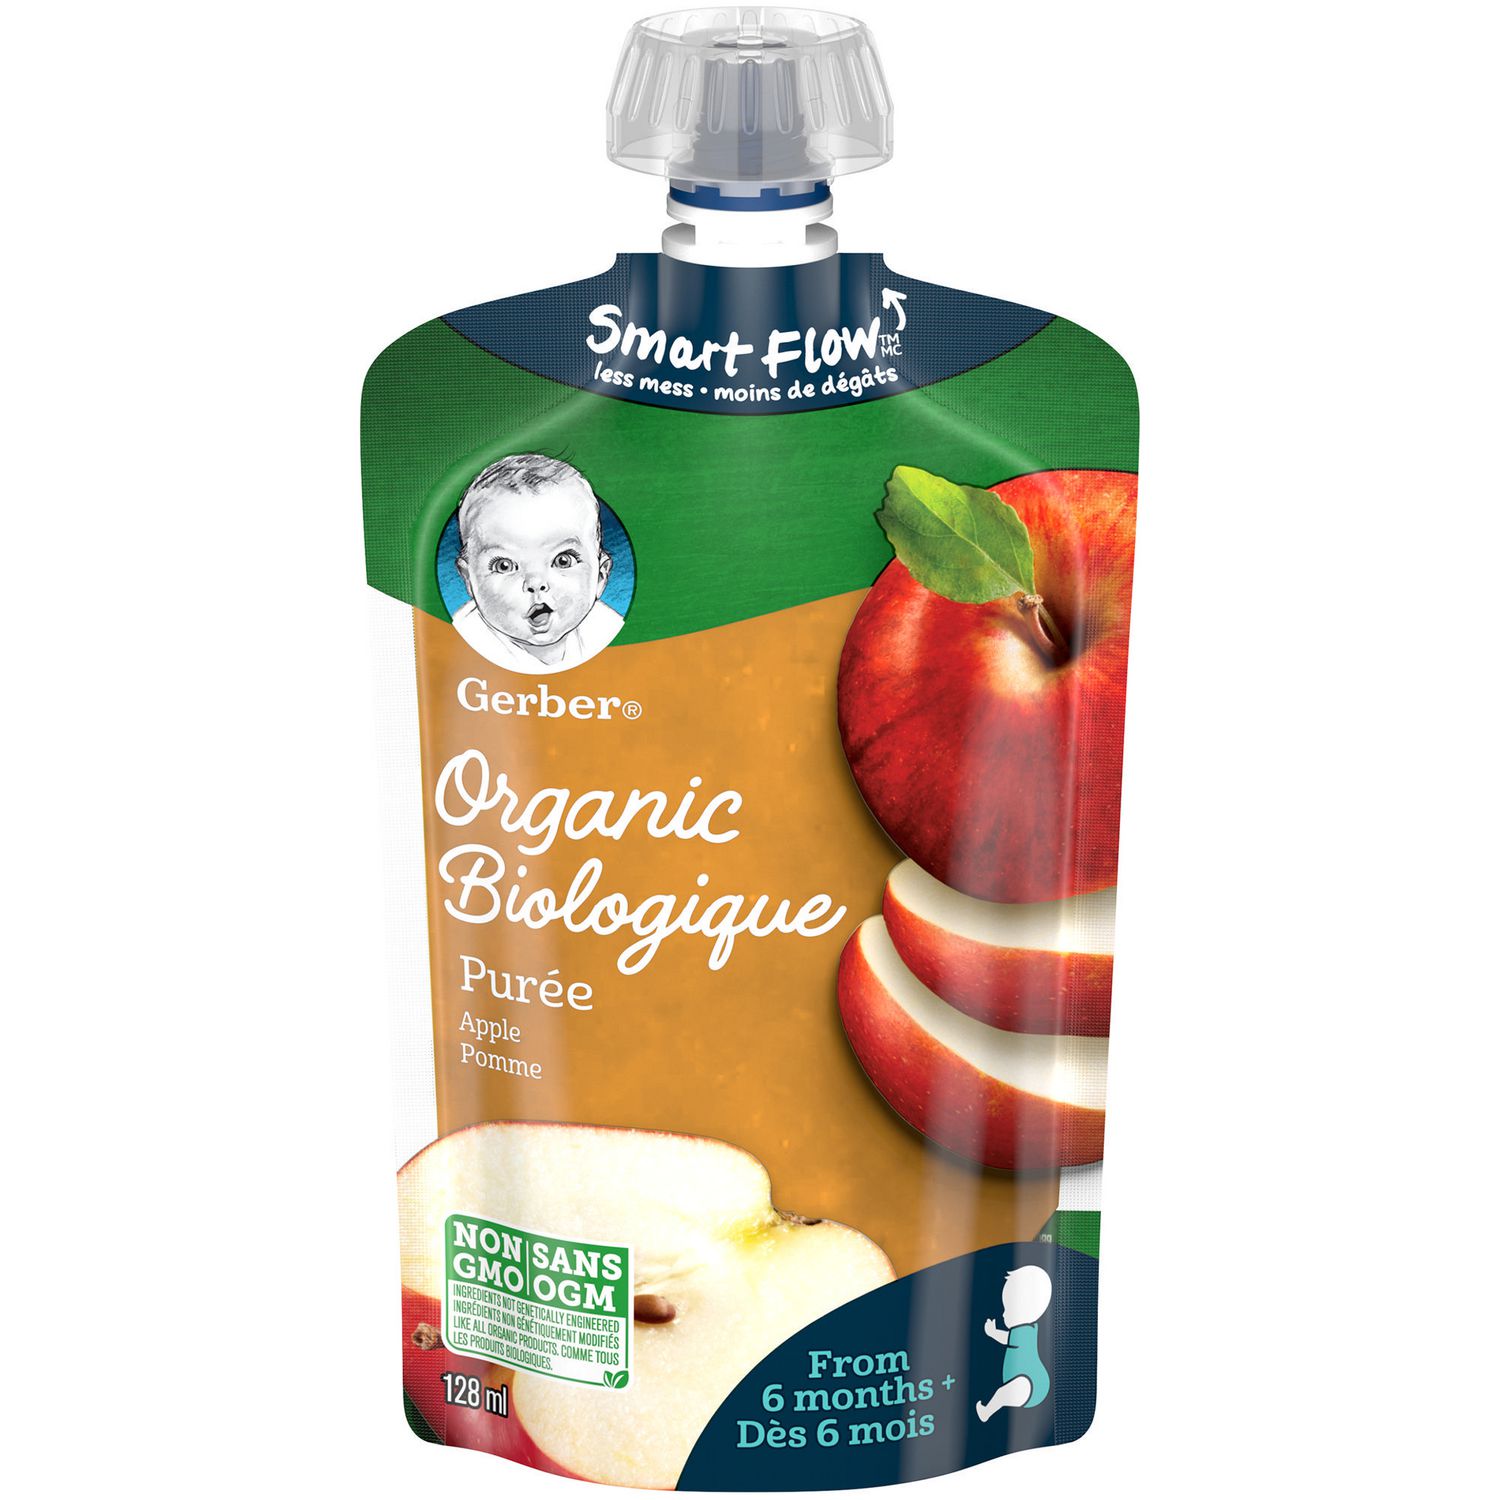 Smart Flow TM
MC
less mess • moins de dégâts
Gerber®
Organic
Biologique
Purée
Apple
Pomme
NON SANS
GMO OGM
INGREDIENTS NOT GENETICALLY ENGINEERED
INGRÉDIENTS NON GÉNÉTIQUEMENT MODIFIÉS
LIKE ALL ORGANIC PRODUCTS. COMME TOUS
LES PRODUITS BIOLOGIQUES.
128 ml
From
6 months +
Dès 6 mois